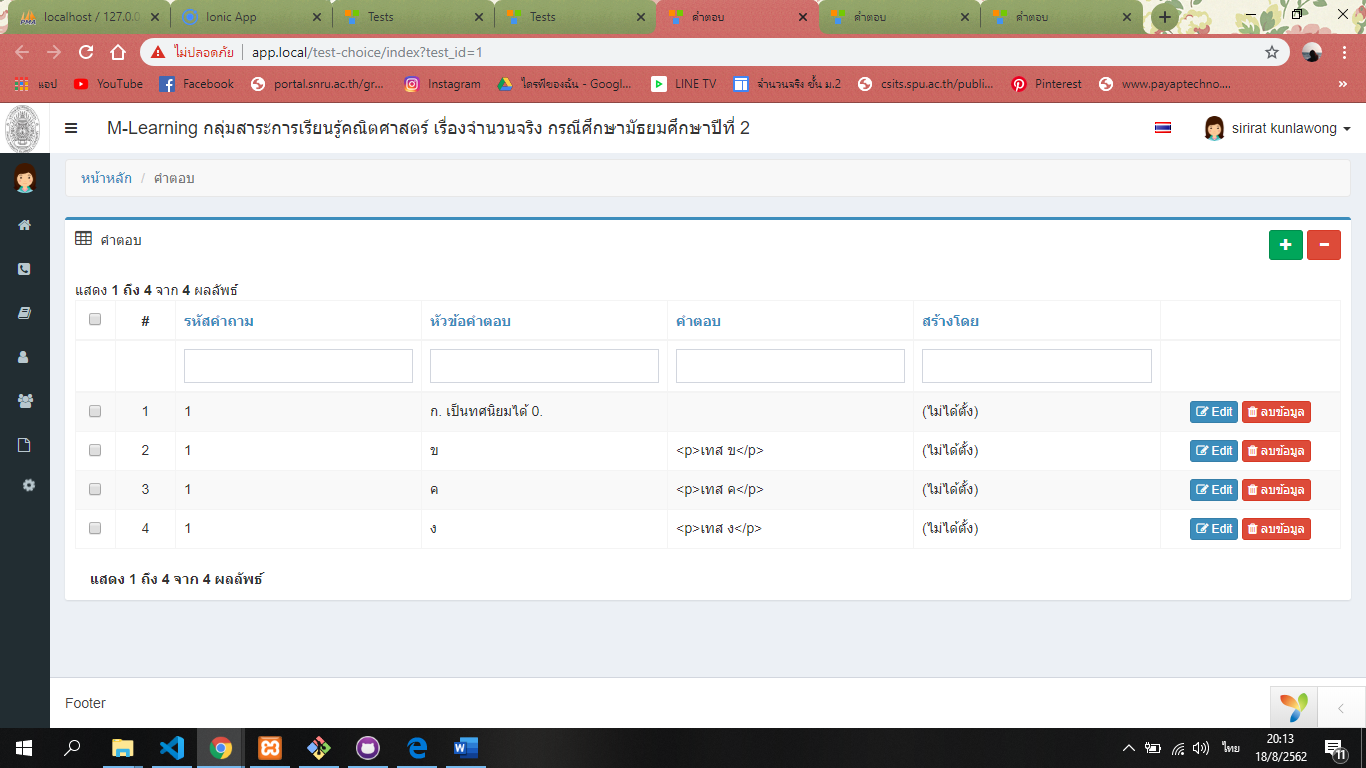 localhost / 127.0.0
Ionic App
Tests
Tests
คำตอบ
คำตอบ
คำตอบ
ไม่ปลอดภัย
app.local/test-choice/index?test_id=1
แอป
YouTube
Facebook
portal.snru.ac.th/gr...
Instagram
ไดรฟ์ของฉัน - Googl...
LINE TV
จำนวนจริง ชั้น ม.2
csits.spu.ac.th/publi...
Pinterest
www.payaptechno....
»
M-Learning กลุ่มสาระการเรียนรู้คณิตศาสตร์ เรื่องจำนวนจริง กรณีศึกษามัธยมศึกษาปีที่ 2
sirirat kunlawong
หน้าหลัก / คำตอบ
คำตอบ
แสดง 1 ถึง 4 จาก 4 ผลลัพธ์
# รหัสคำถาม หัวข้อคำตอบ คำตอบ สร้างโดย
1 1 ก. เป็นทศนิยมได้ 0. (ไม่ได้ตั้ง) Edit ลบข้อมูล
2 1 ข <p>เทส ข</p> (ไม่ได้ตั้ง) Edit ลบข้อมูล
3 1 ค <p>เทส ค</p> (ไม่ได้ตั้ง) Edit ลบข้อมูล
4 1 ง <p>เทส ง</p> (ไม่ได้ตั้ง) Edit ลบข้อมูล
แสดง 1 ถึง 4 จาก 4 ผลลัพธ์
Footer
ไทย
20:13
18/8/2562
11